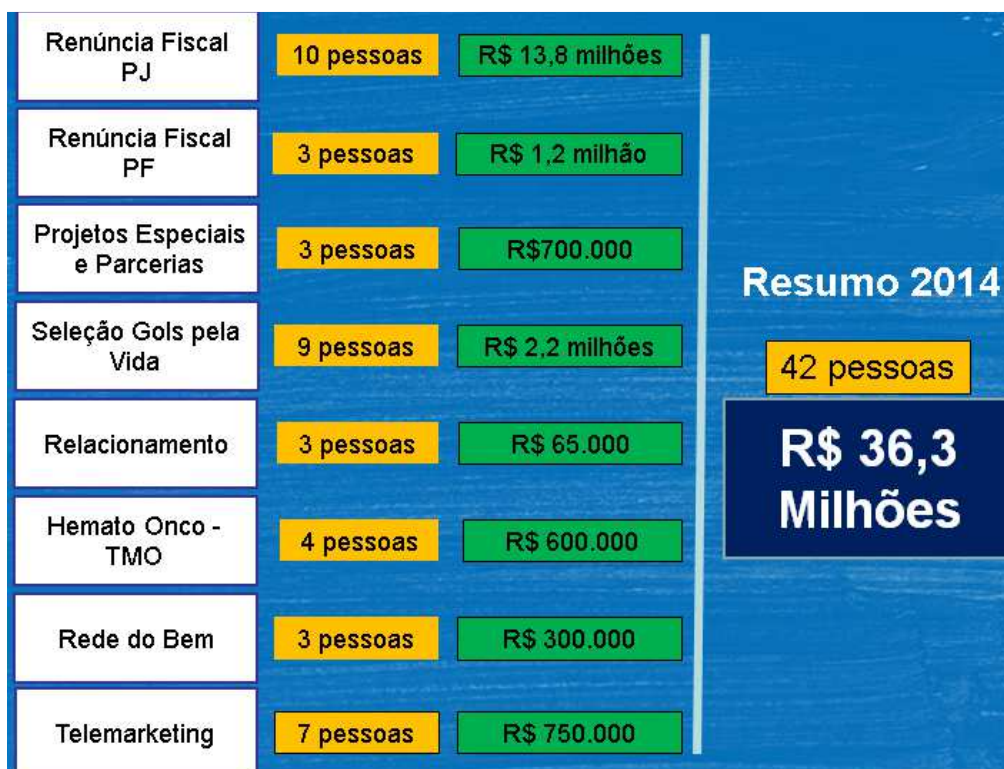 Renúncia Fiscal
PJ
10 pessoas
R$ 13,8 milhões
Renúncia Fiscal
PF
3 pessoas
R$ 1,2 milhão
Projetos Especiais
e Parcerias
3 pessoas
R$700.000
Seleção Gols pela
Vida
9 pessoas
R$ 2,2 milhões
Relacionamento
3 pessoas
R$ 65.000
Hemato Onco -
TMO
4 pessoas
R$ 600.000
Rede do Bem
3 pessoas
R$ 300.000
Telemarketing
7 pessoas
R$ 750.000
Resumo 2014
42 pessoas
R$ 36,3
Milhões